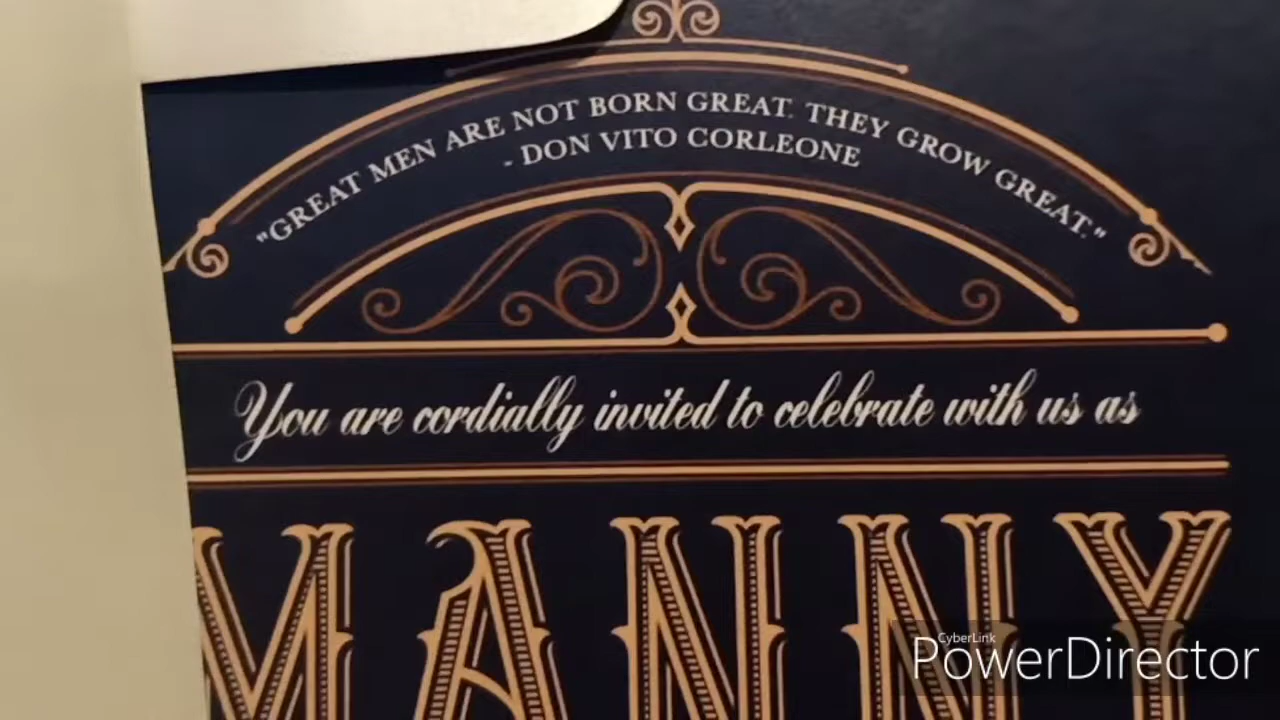 "GREAT MEN ARE NOT BORN GREAT. THEY GROW GREAT."
- DON VITO CORLEONE
You are cordially invited to celebrate with us as
MANNY
CyberLink
PowerDirector